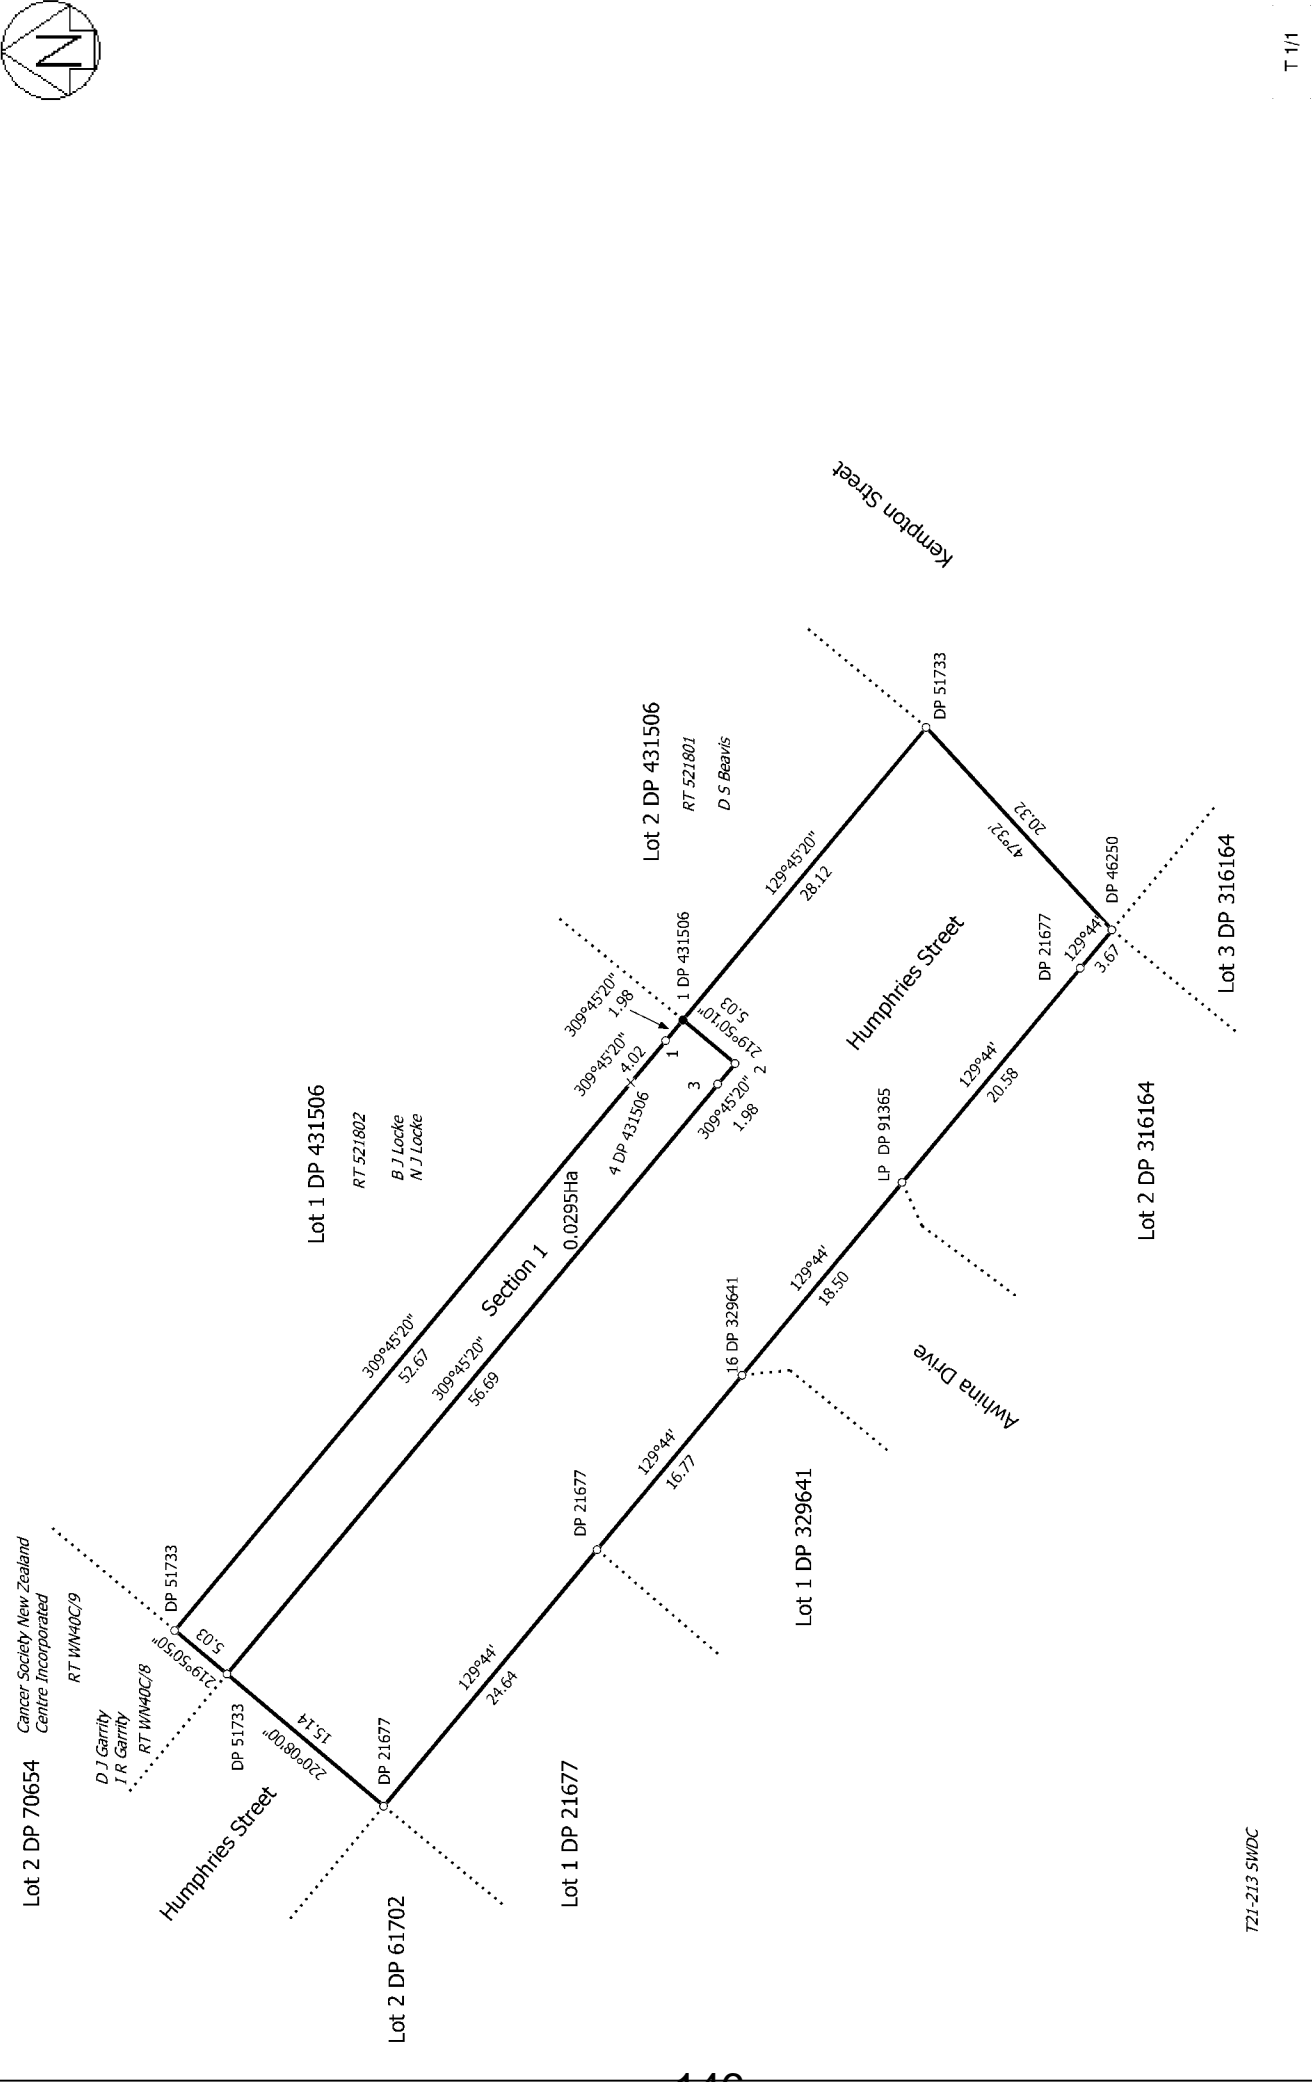 N
T 1/1
Lot 2 DP 70654
Cancer Society New Zealand
Centre Incorporated
RT WN40C/9
D J Garrity
I R Garrity
RT WN40C/8
DP 51733
219°50'50"
5.03
DP 51733
220°08'00"
15.14
Humphries Street
DP 21677
Lot 2 DP 61702
Lot 1 DP 21677
129°44'
24.64
DP 21677
129°44'
16.77
Lot 1 DP 329641
16 DP 329641
129°44'
18.50
Awhina Drive
LP DP 91365
129°44'
20.58
Lot 2 DP 316164
DP 21677
129°44'
3.67
DP 46250
Lot 3 DP 316164
47°32'
20.32
DP 51733
Kempton Street
Humphries Street
129°45'20"
28.12
Lot 2 DP 431506
RT 521801
D S Beavis
1 DP 431506
309°45'20"
1.98
219°50'10"
5.03
309°45'20"
4.02
1
2
3
309°45'20"
1.98
4 DP 431506
Lot 1 DP 431506
RT 521802
B J Locke
N J Locke
Section 1
0.0295Ha
309°45'20"
52.67
309°45'20"
56.69
T21-213 SWDC